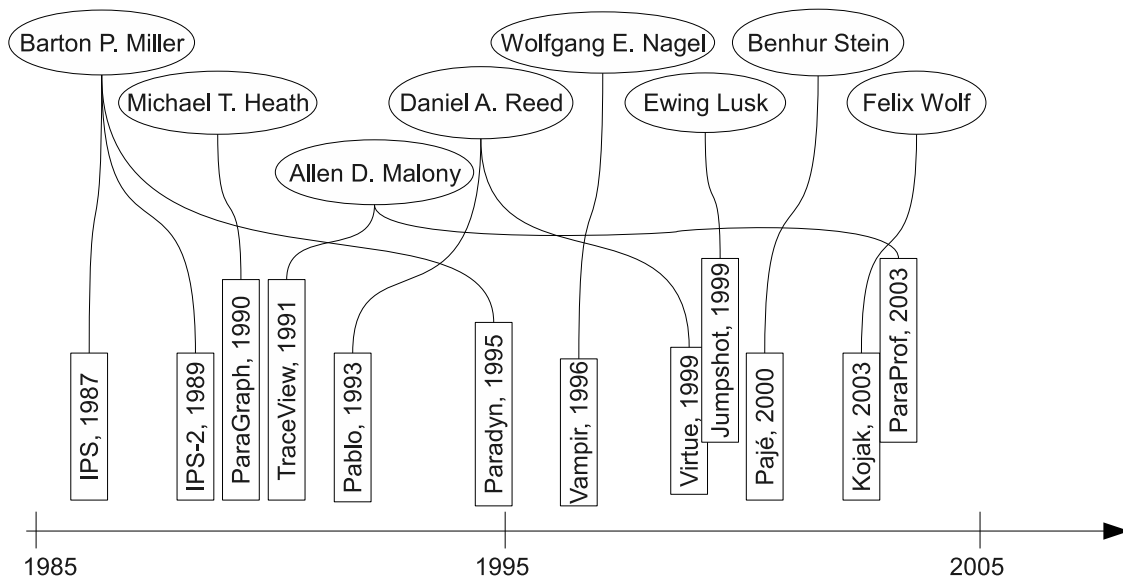 Barton P. Miller
Wolfgang E. Nagel
Benhur Stein
Michael T. Heath
Daniel A. Reed
Ewing Lusk
Felix Wolf
Allen D. Malony
IPS, 1987
IPS-2, 1989
ParaGraph, 1990
TraceView, 1991
Pablo, 1993
Paradyn, 1995
Vampir, 1996
Virtue, 1999
Jumpshot, 1999
Pajé, 2000
Kojak, 2003
ParaProf, 2003
1985
1995
2005